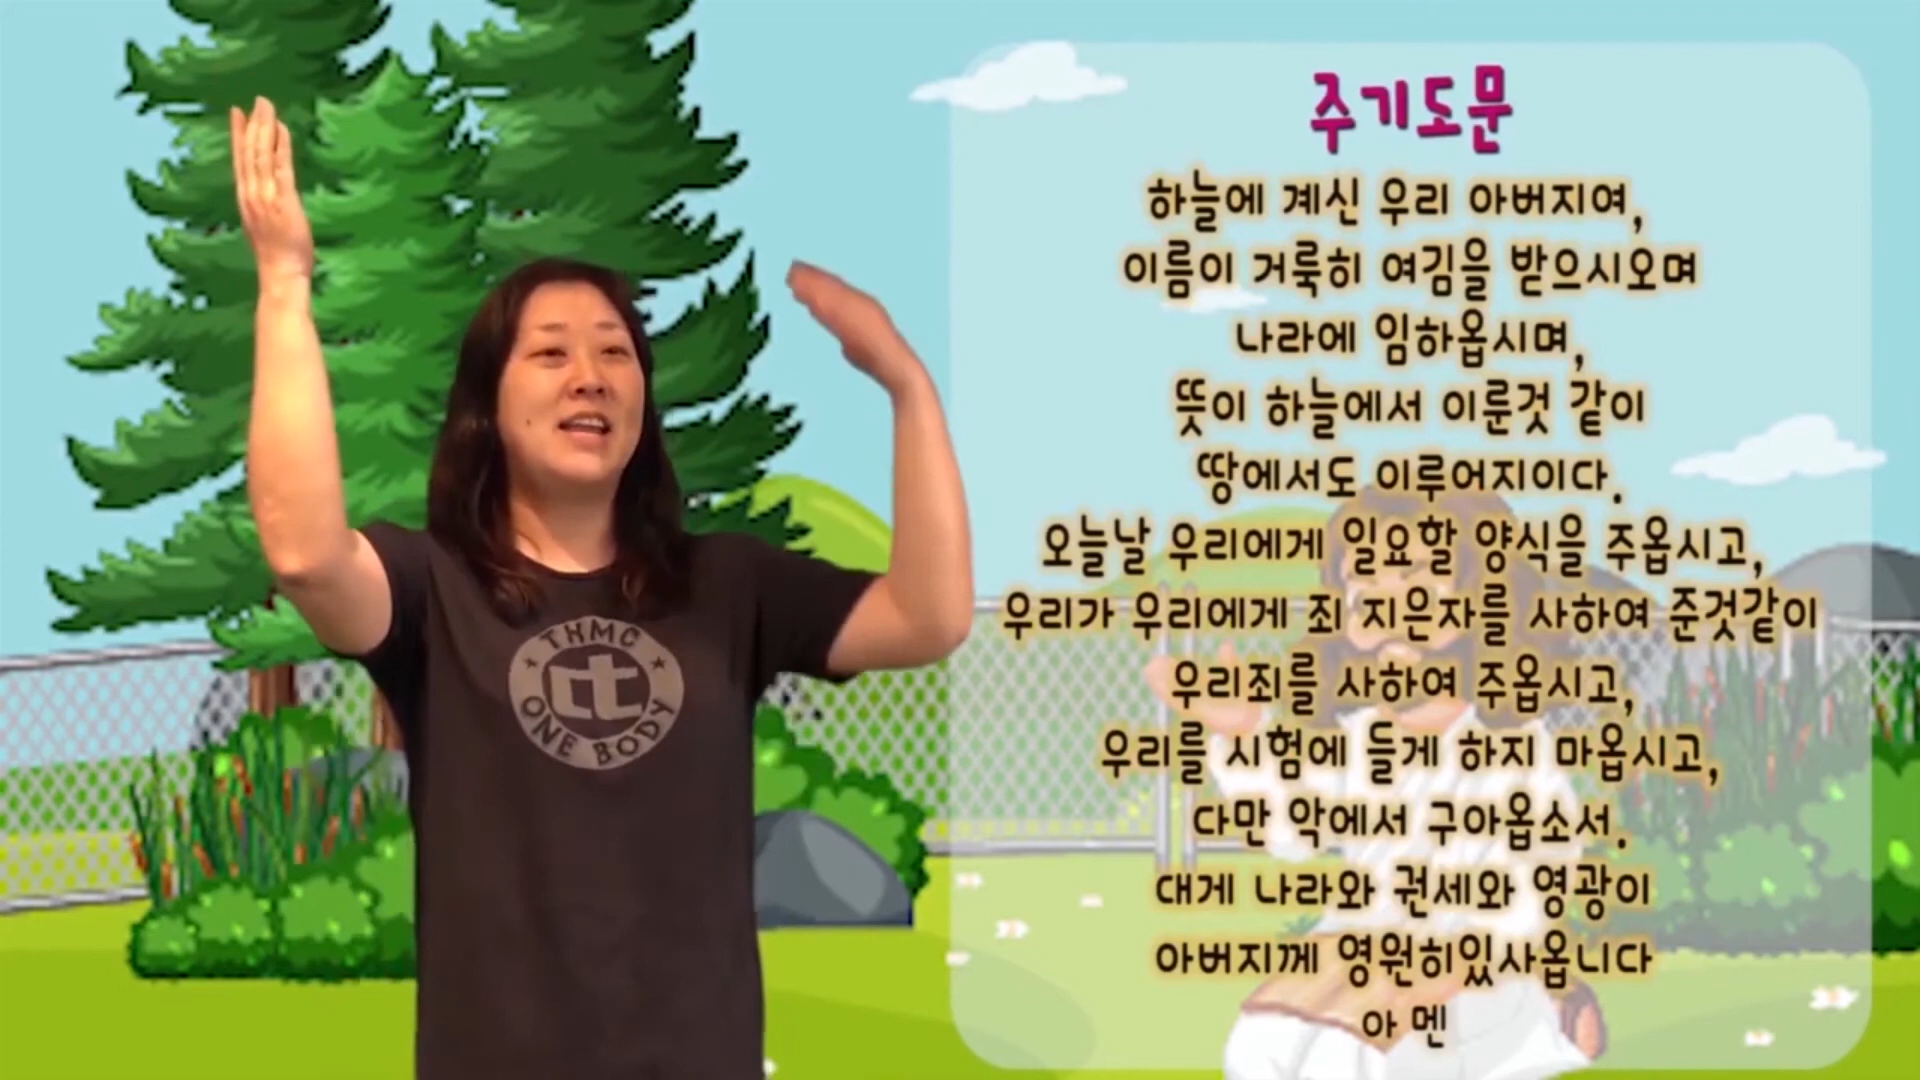 주기도문
하늘에 계신 우리 아버지여,
이름이 거룩히 여김을 받으시오며
나라에 임하옵시며,
뜻이 하늘에서 이룬것 같이
땅에서도 이루어지이다.
오늘날 우리에게 일요할 양식을 주옵시고,
우리가 우리에게 죄 지은자를 사하여 준것같이
우리죄를 사하여 주옵시고,
우리를 시험에 들게 하지 마옵시고,
다만 악에서 구아옵소서.
대게 나라와 권세와 영광이
아버지께 영원히있사옵니다
아 멘
THMC
ct
ONE BODY